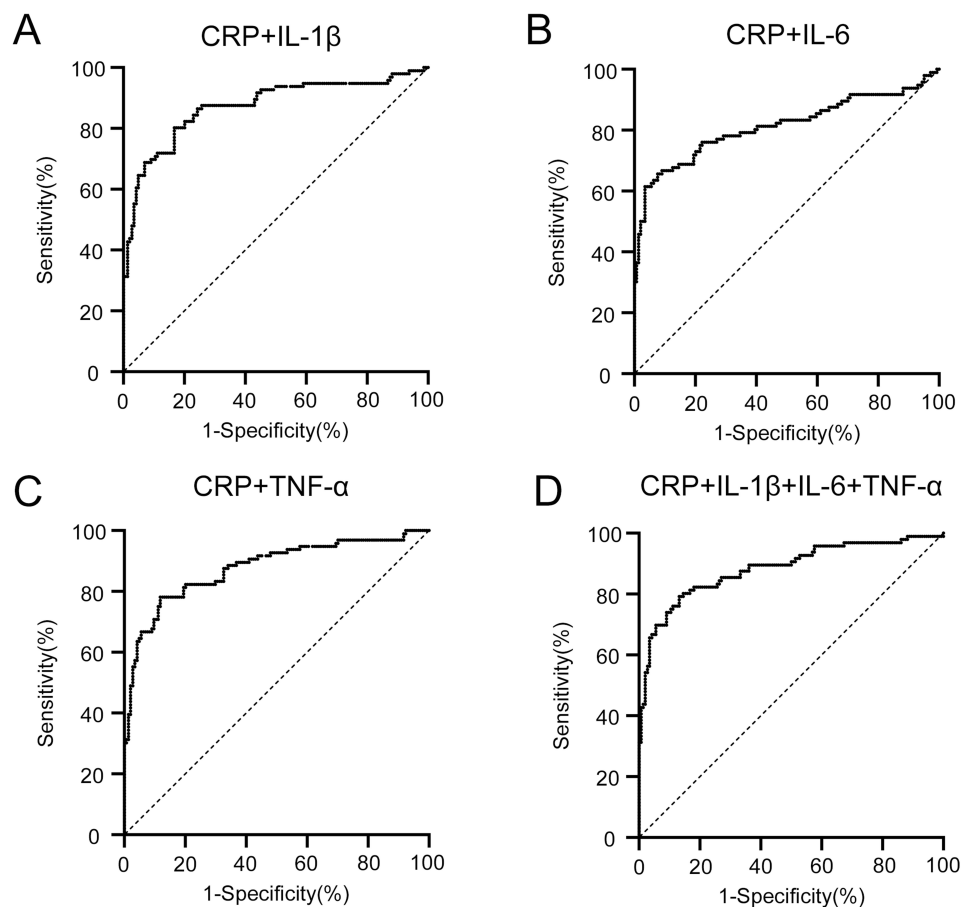 A
CRP+IL-1β
100
80
60
40
20
0
Sensitivity(%)
0 20 40 60 80 100
1-Specificity(%)
B
CRP+IL-6
100
80
60
40
20
0
Sensitivity(%)
0 20 40 60 80 100
1-Specificity(%)
C
CRP+TNF-α
100
80
60
40
20
0
Sensitivity(%)
0 20 40 60 80 100
1-Specificity(%)
D
CRP+IL-1β+IL-6+TNF-α
100
80
60
40
20
0
Sensitivity(%)
0 20 40 60 80 100
1-Specificity(%)